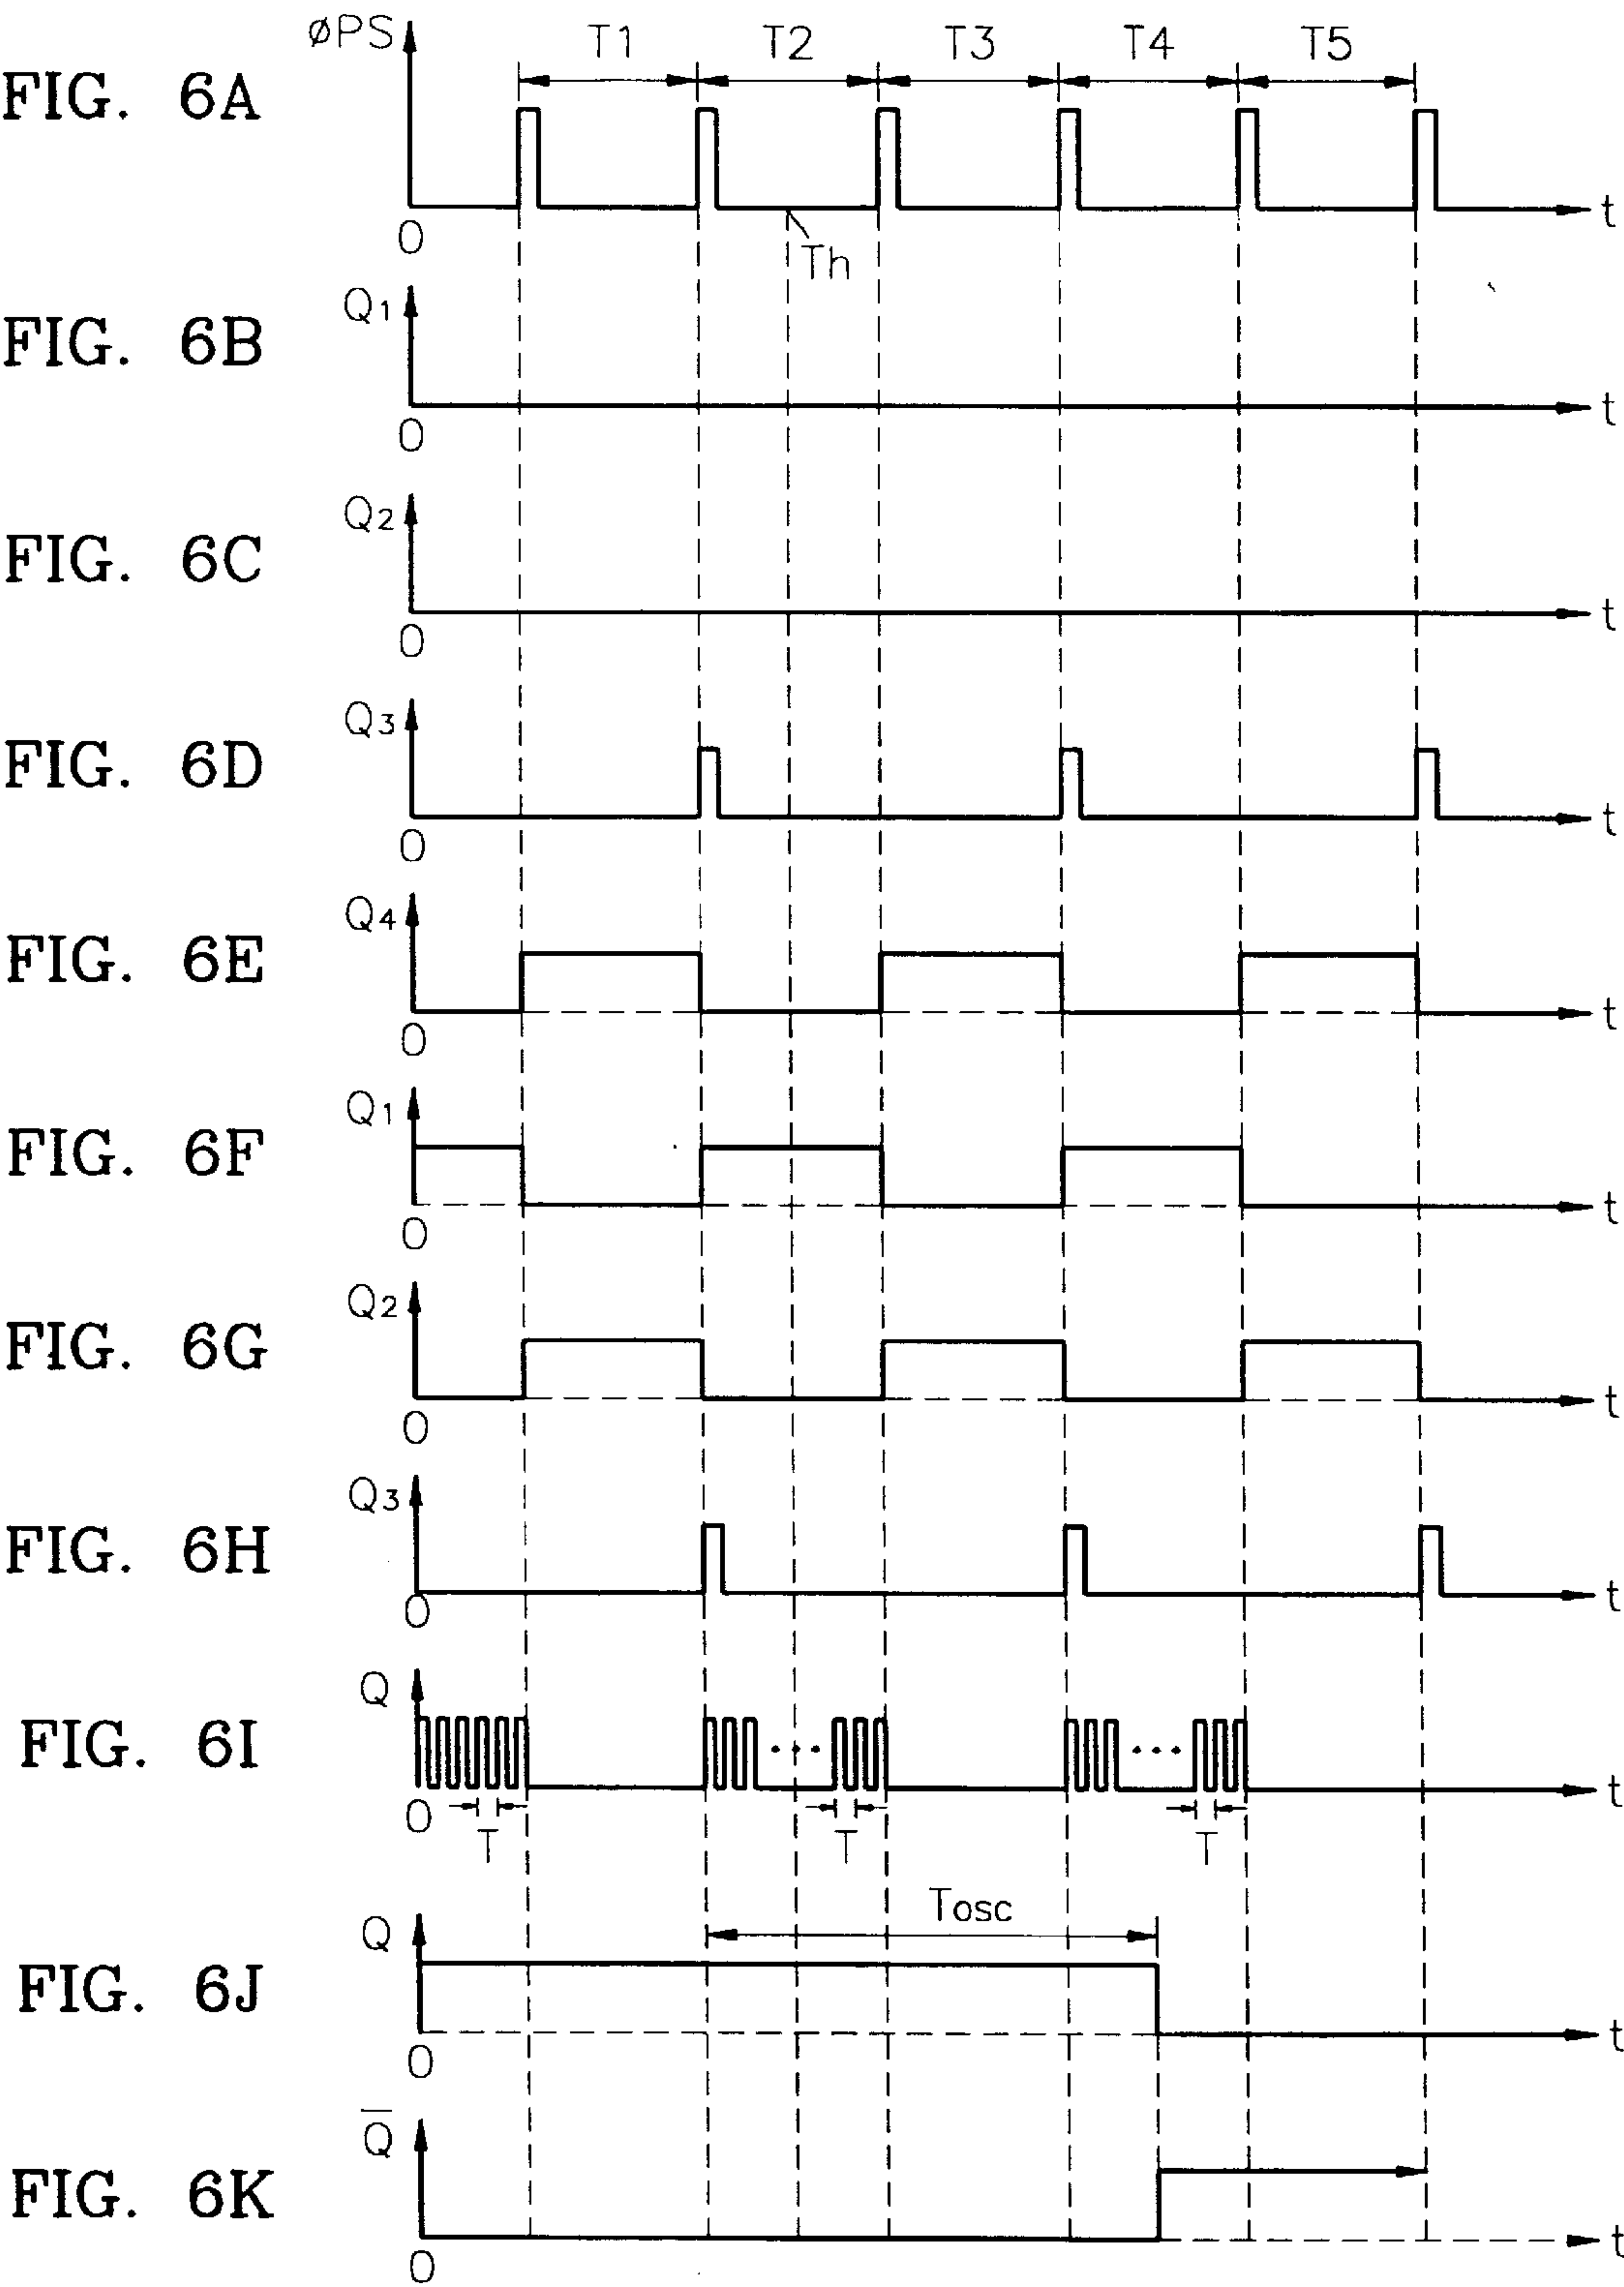 FIG. 6A
øPS
T1 T2 T3 T4 T5
Th
0
t
FIG. 6B
Q1
0
t
FIG. 6C
Q2
0
t
FIG. 6D
Q3
0
t
FIG. 6E
Q4
0
t
FIG. 6F
Q1
0
t
FIG. 6G
Q2
0
t
FIG. 6H
Q3
0
t
FIG. 6I
Q
...
...
0
T
T
T
t
FIG. 6J
Q
Tosc
0
t
FIG. 6K
Q̅
0
t